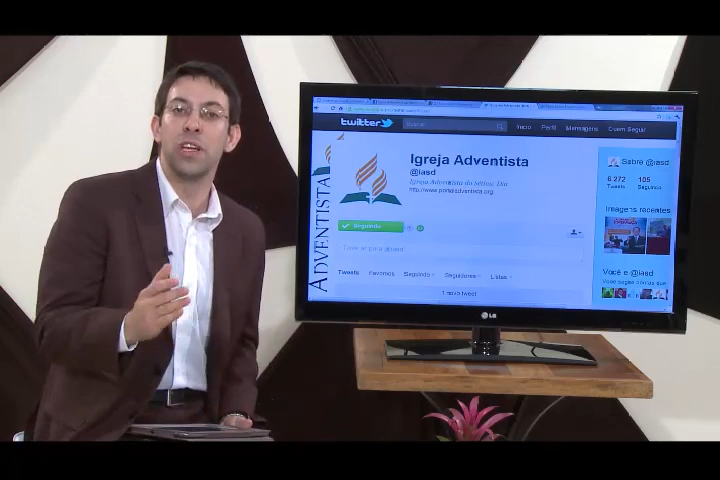 twitter
Início Perfil Mensagens Quem Seguir
Igreja Adventista
@iasd
Igreja Adventista do Sétimo Dia
http://www.portaladventista.org
Seguindo
Tweets Favoritos Seguindo Seguidores Listas
1 novo tweet
Sobre @iasd
6.272 105
Tweets Seguindo
Imagens recentes
Você e @iasd
ADVENTISTA
LG